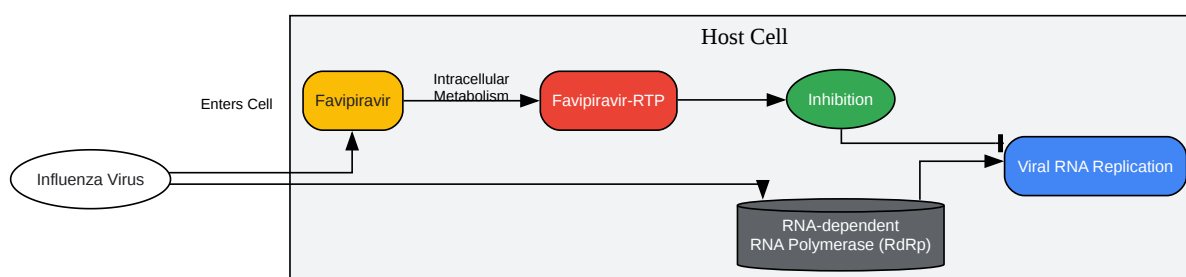 Host Cell
Enters Cell
Favipiravir
Intracellular
Metabolism
Favipiravir-RTP
Inhibition
Influenza Virus
Viral RNA Replication
RNA-dependent
RNA Polymerase (RdRp)